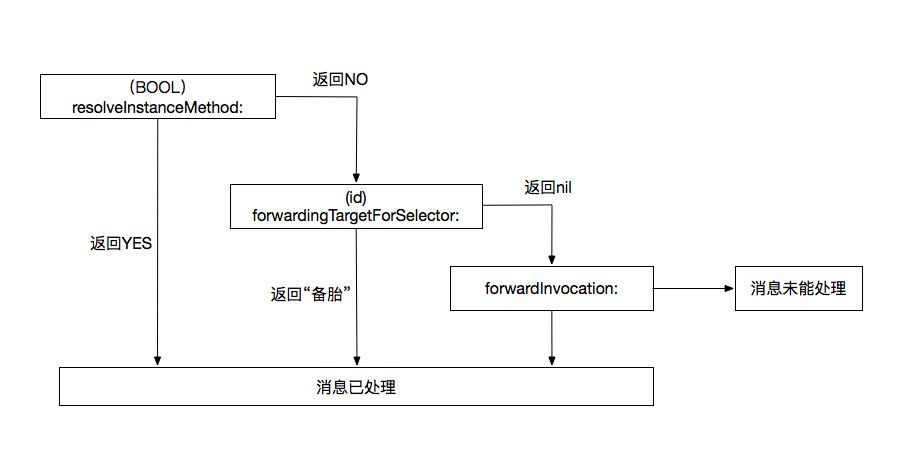 返回NO
(BOOL)
resolveInstanceMethod:
返回nil
(id)
forwardingTargetForSelector:
返回YES
返回“备胎”
forwardInvocation:
消息未能处理
消息已处理